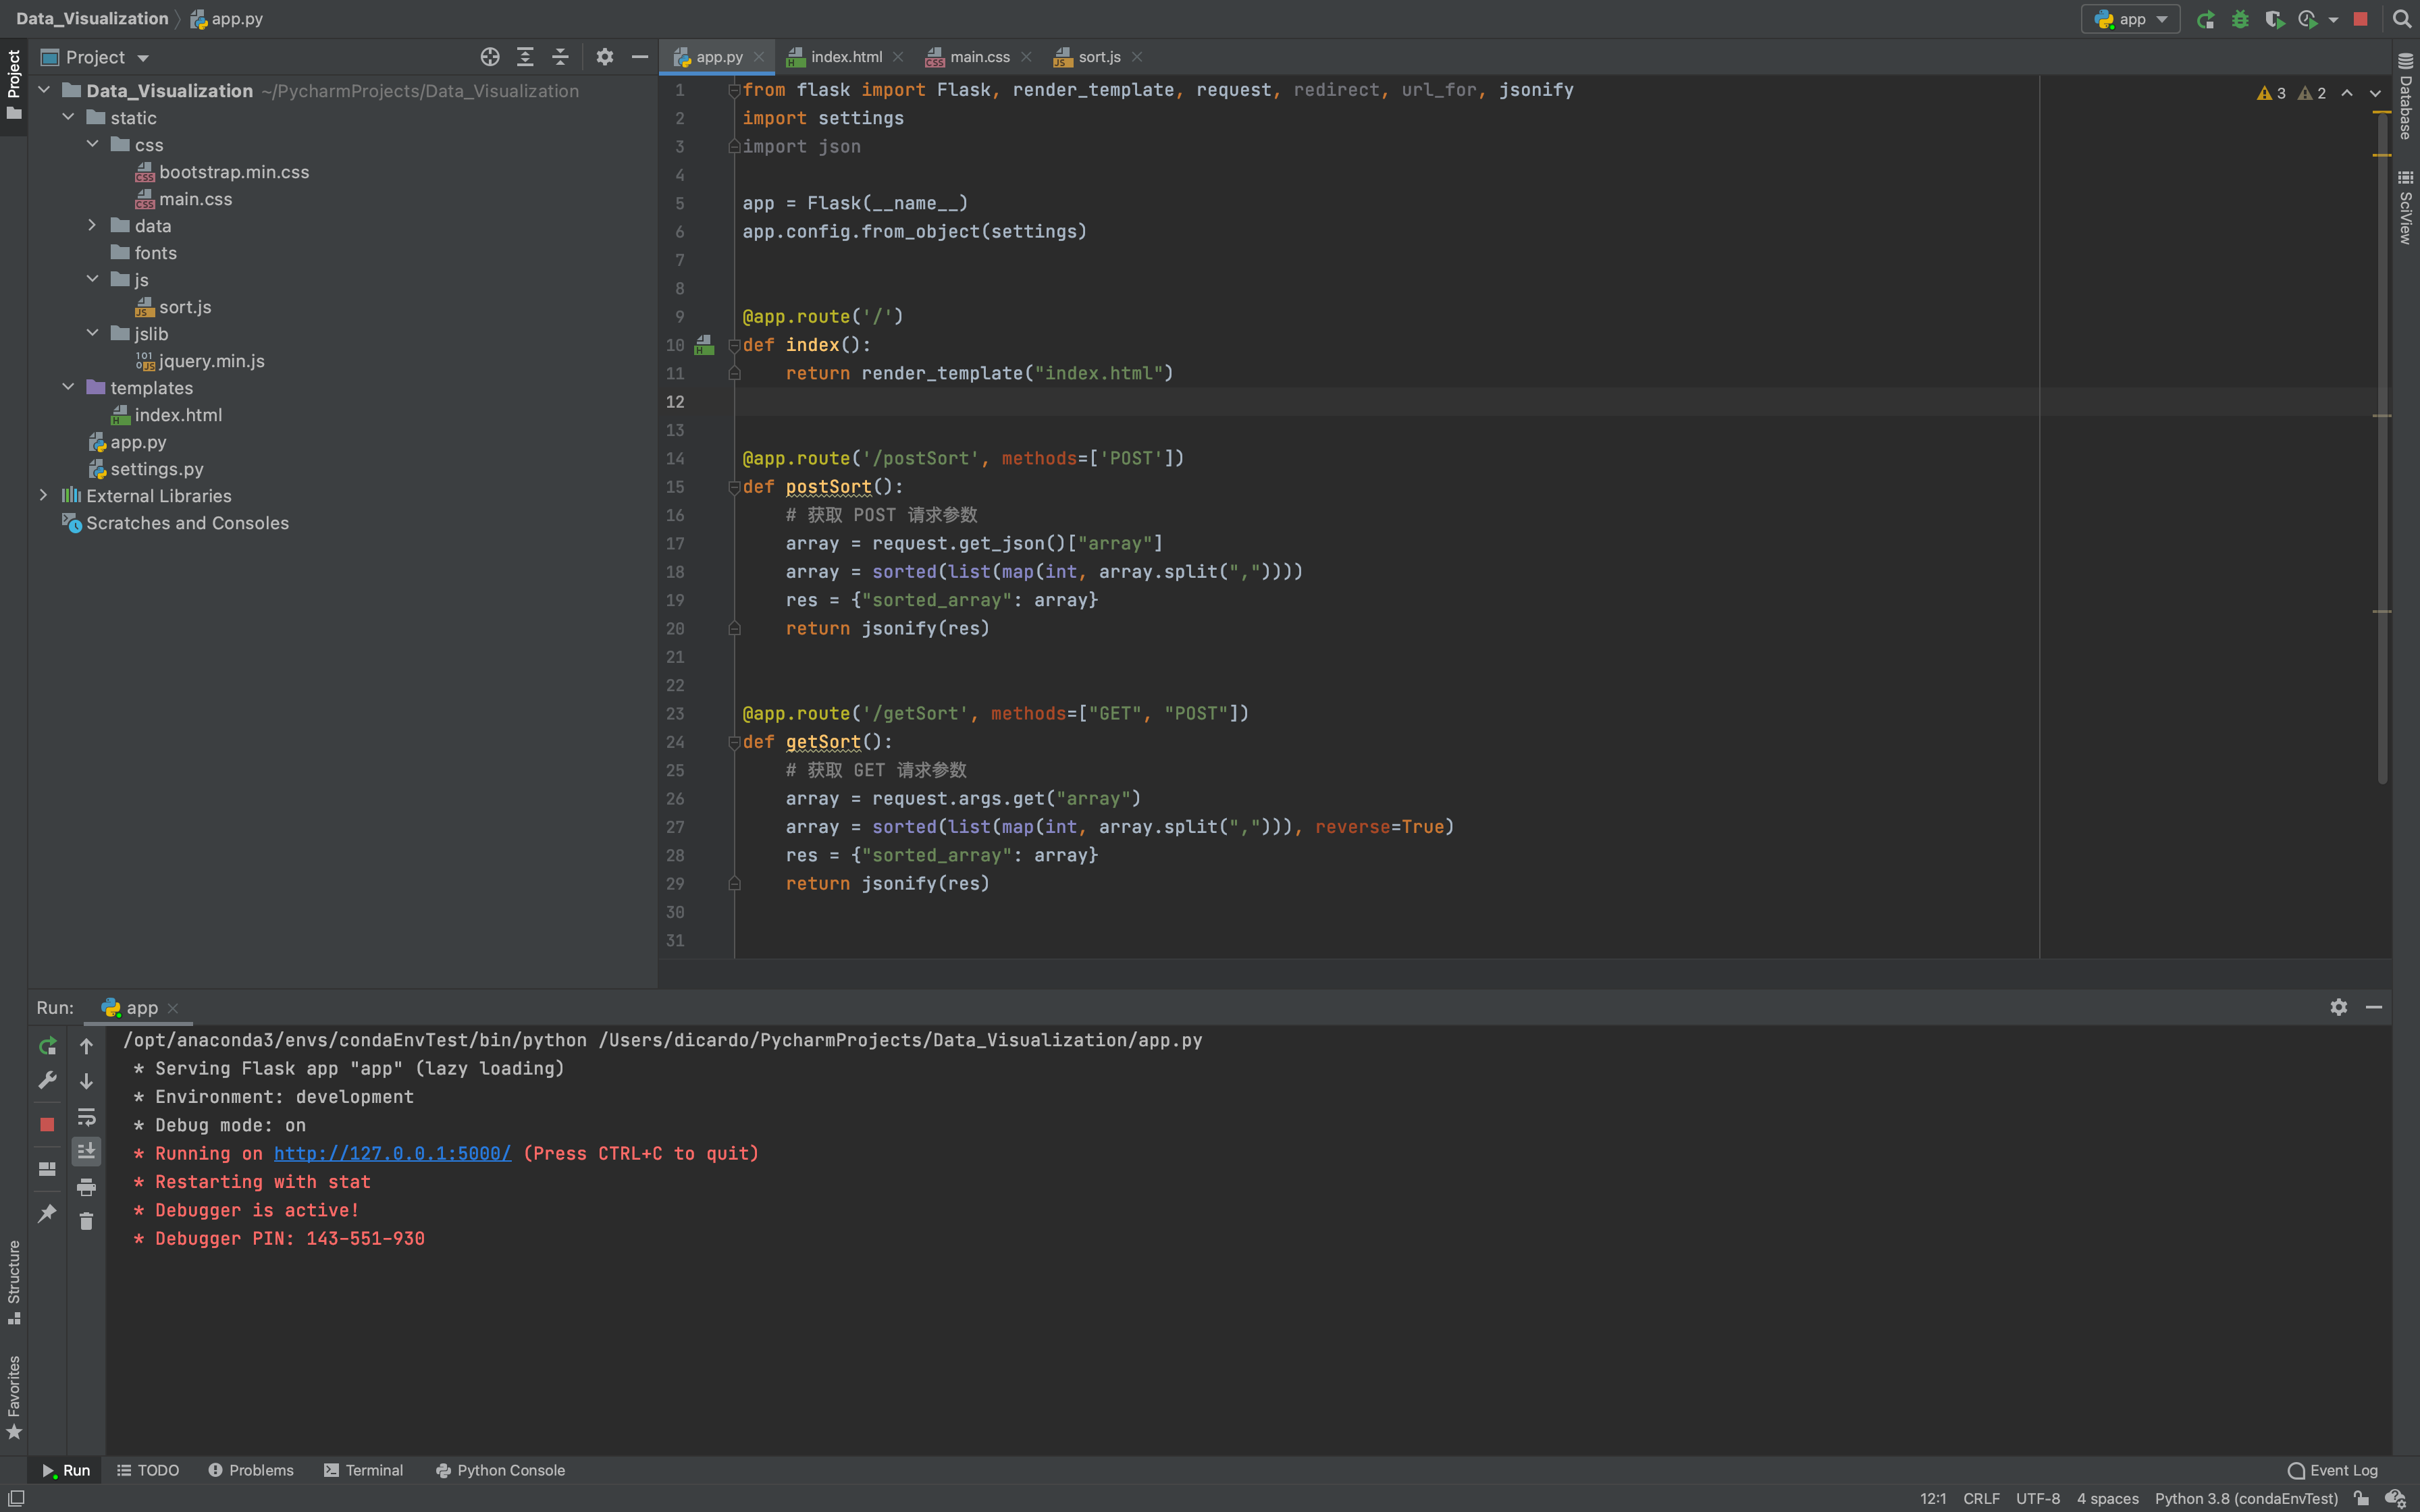 Data_Visualization app.py
app
Project
app.py index.html main.css sort.js
Project
Data_Visualization ~/PycharmProjects/Data_Visualization
static
css
bootstrap.min.css
main.css
data
fonts
js
sort.js
jslib
jquery.min.js
templates
index.html
app.py
settings.py
External Libraries
Scratches and Consoles
1 from flask import Flask, render_template, request, redirect, url_for, jsonify
2 import settings
3 import json
4
5 app = Flask(__name__)
6 app.config.from_object(settings)
7
8
9 @app.route('/')
10 def index():
11 return render_template("index.html")
12
13
14 @app.route('/postSort', methods=['POST'])
15 def postSort():
16 # 获取 POST 请求参数
17 array = request.get_json()["array"]
18 array = sorted(list(map(int, array.split(","))))
19 res = {"sorted_array": array}
20 return jsonify(res)
21
22
23 @app.route('/getSort', methods=["GET", "POST"])
24 def getSort():
25 # 获取 GET 请求参数
26 array = request.args.get("array")
27 array = sorted(list(map(int, array.split(","))), reverse=True)
28 res = {"sorted_array": array}
29 return jsonify(res)
30
31
3 2
Database
SciView
Run: app
/opt/anaconda3/envs/condaEnvTest/bin/python /Users/dicardo/PycharmProjects/Data_Visualization/app.py
* Serving Flask app "app" (lazy loading)
* Environment: development
* Debug mode: on
* Running on http://127.0.0.1:5000/ (Press CTRL+C to quit)
* Restarting with stat
* Debugger is active!
* Debugger PIN: 143-551-930
Structure
Favorites
Run TODO Problems Terminal Python Console Event Log
12:1 CRLF UTF-8 4 spaces Python 3.8 (condaEnvTest)